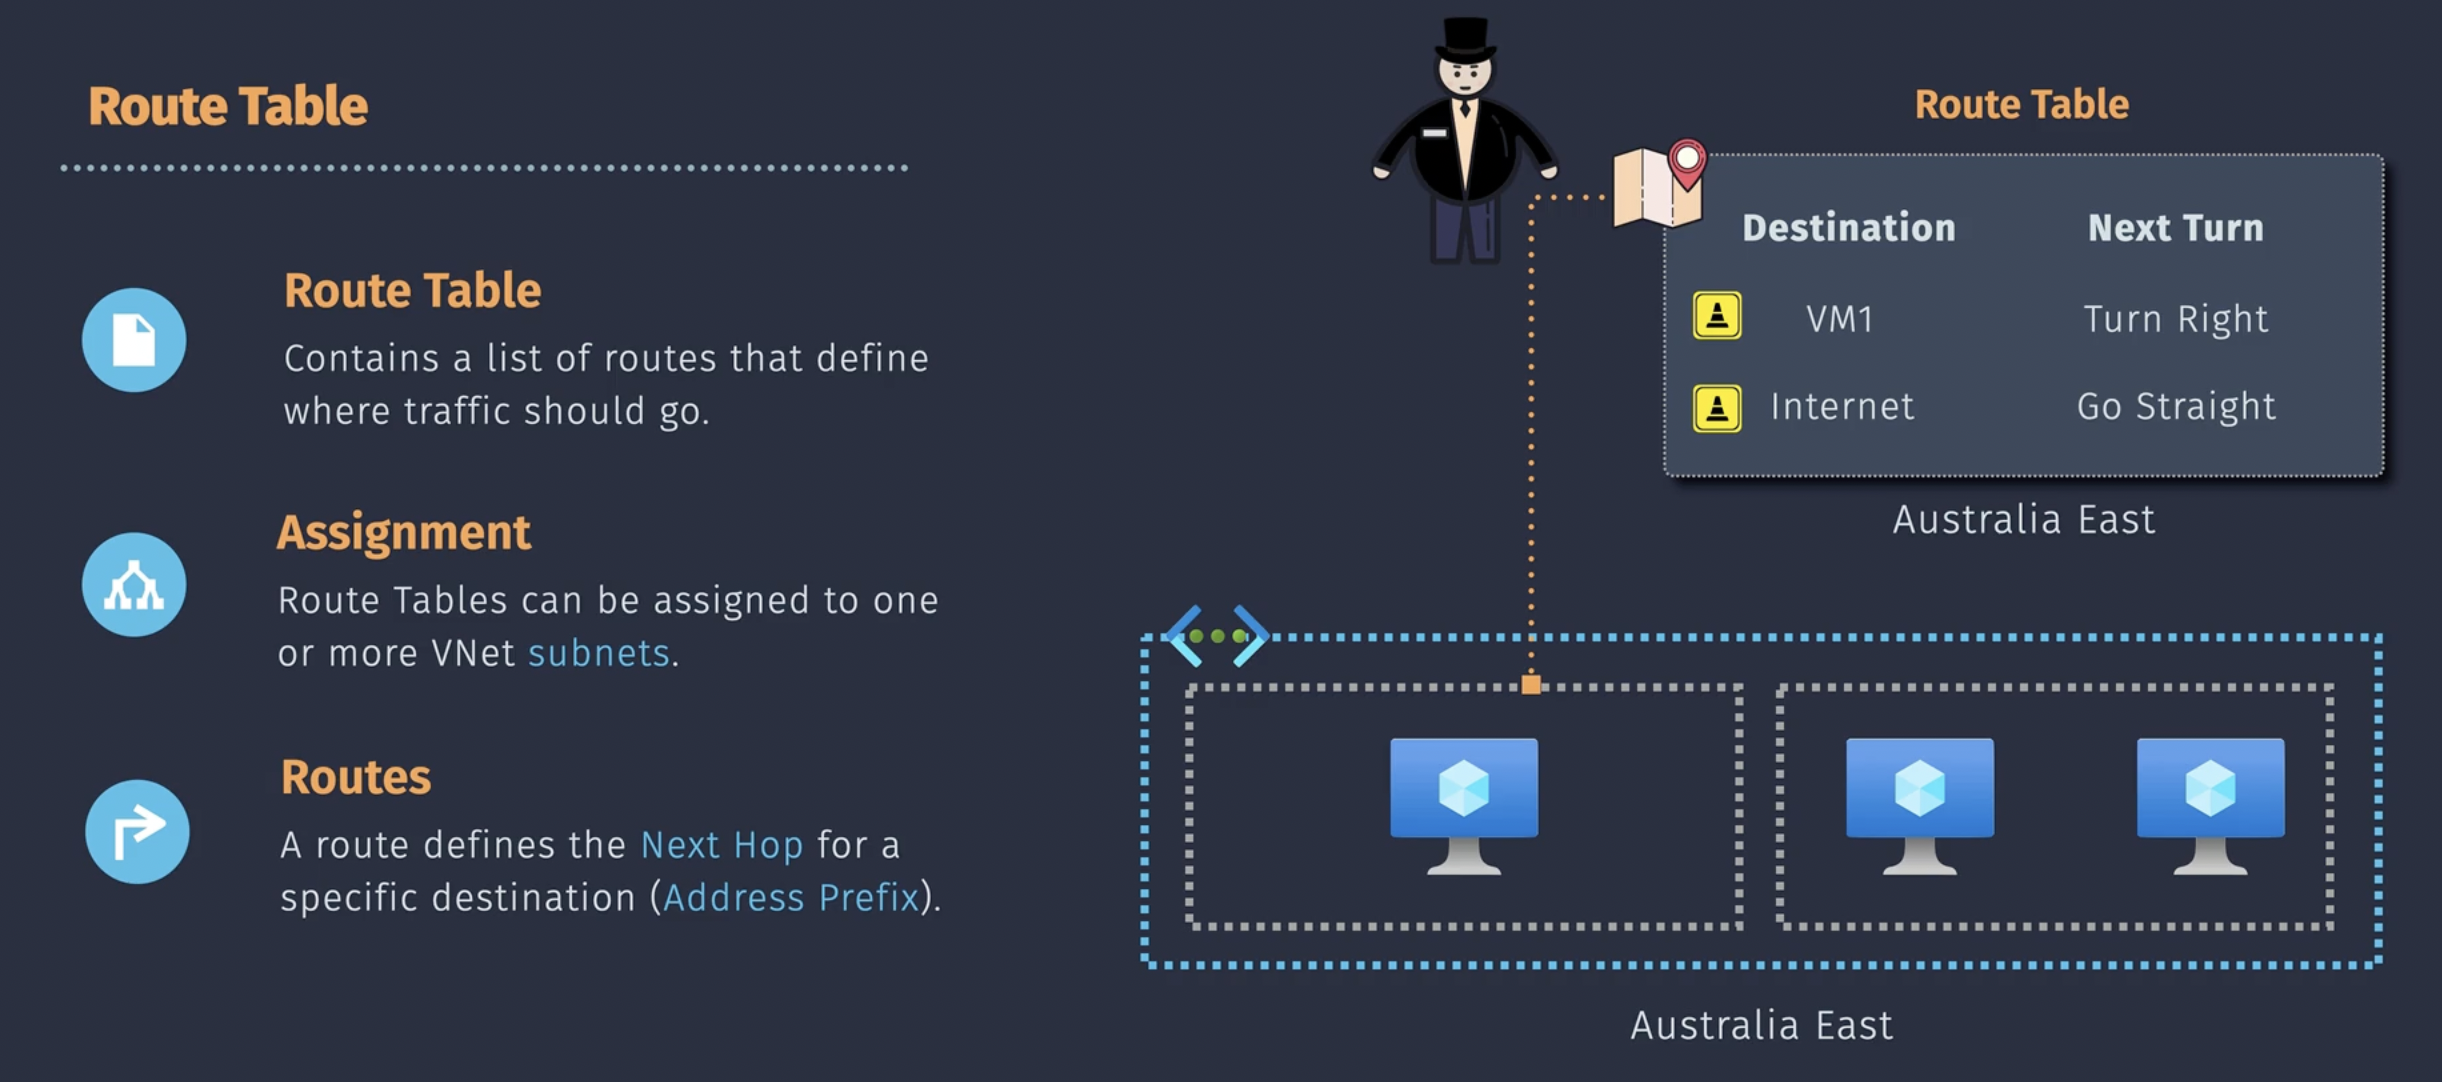 Route Table
Route Table
Contains a list of routes that define
where traffic should go.
Assignment
Route Tables can be assigned to one
or more VNet subnets.
Routes
A route defines the Next Hop for a
specific destination (Address Prefix).
Route Table
Destination Next Turn
VM1 Turn Right
Internet Go Straight
Australia East
Australia East